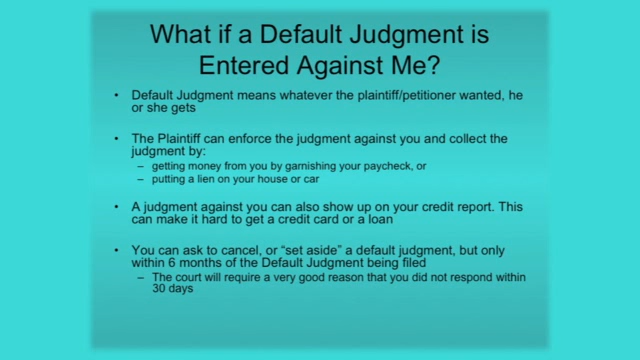 What if a Default Judgment is
Entered Against Me?
• Default Judgment means whatever the plaintiff/petitioner wanted, he
or she gets
• The Plaintiff can enforce the judgment against you and collect the
judgment by:
– getting money from you by garnishing your paycheck, or
– putting a lien on your house or car
• A judgment against you can also show up on your credit report. This
can make it hard to get a credit card or a loan
• You can ask to cancel, or “set aside” a default judgment, but only
within 6 months of the Default Judgment being filed
– The court will require a very good reason that you did not respond within
30 days